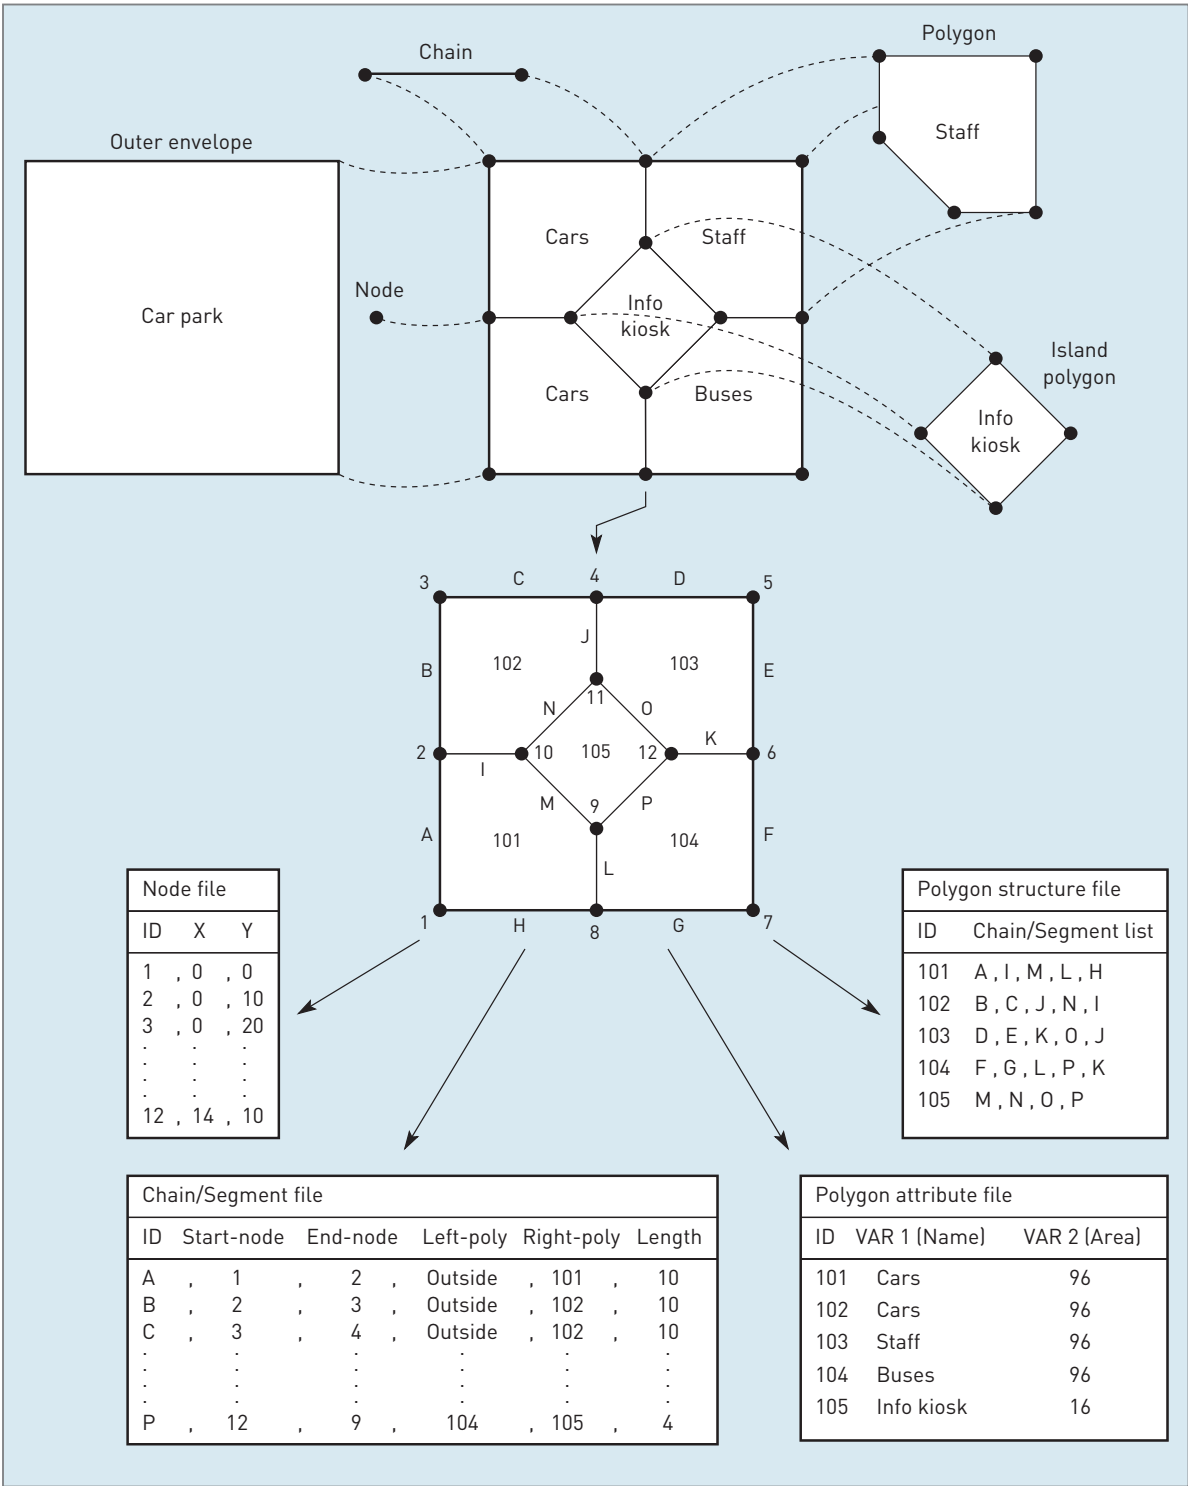 Chain
Polygon
Outer envelope
Staff
Car park
Node
Cars
Staff
Info
kiosk
Cars
Buses
Island
polygon
Info
kiosk
3 C 4 D 5
J
B 102 103 E
11
N O
2 10 105 12 K 6
I
M 9 P
A 101 104 F
L
1 H 8 G 7
Node file
ID X Y
1 , 0 , 0
2 , 0 , 10
3 , 0 , 20
. . .
. . .
. . .
. . .
12 , 14 , 10
Polygon structure file
ID Chain/Segment list
101 A , I , M , L , H
102 B , C , J , N , I
103 D , E , K , O , J
104 F , G , L , P , K
105 M , N , O , P
Chain/Segment file
ID Start-node End-node Left-poly Right-poly Length
A , 1 , 2 , Outside , 101 , 10
B , 2 , 3 , Outside , 102 , 10
C , 3 , 4 , Outside , 102 , 10
. . . . . .
. . . . . .
. . . . . .
. . . . . .
P , 12 , 9 , 104 , 105 , 4
Polygon attribute file
ID VAR 1 (Name) VAR 2 (Area)
101 Cars 96
102 Cars 96
103 Staff 96
104 Buses 96
105 Info kiosk 16